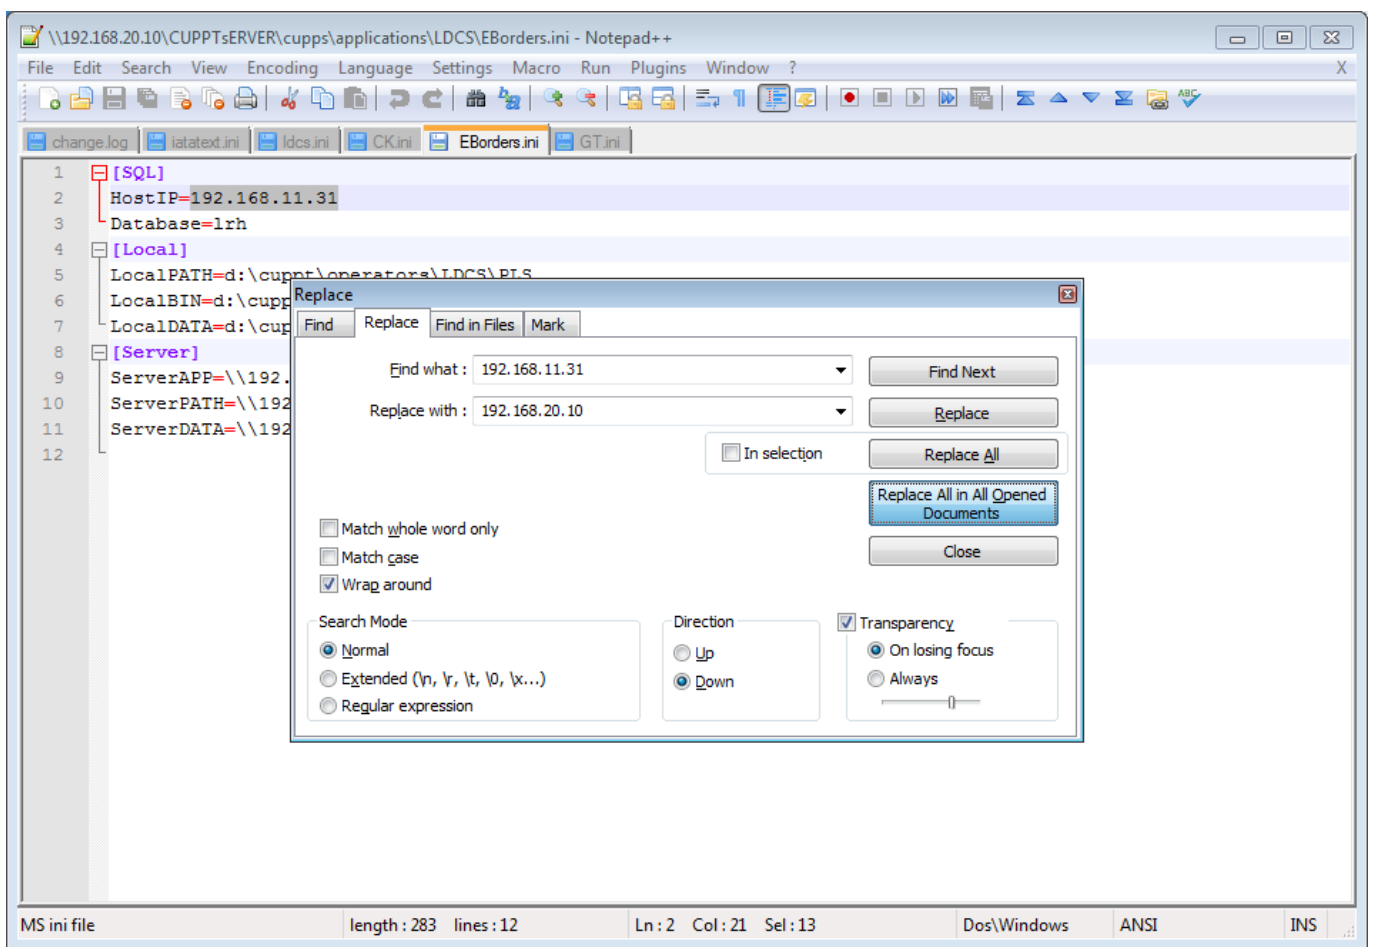 \\192.168.20.10\CUPPTsERVER\cupps\applications\LDCS\EBorders.ini - Notepad++
File Edit Search View Encoding Language Settings Macro Run Plugins Window ? X
change.log iatatext.ini ldcs.ini CK.ini EBorders.ini GT.ini
1 [SQL]
2 HostIP=192.168.11.31
3 Database=lrh
4 [Local]
5 LocalPATH=d:\cuppt\operators\LDCS\PLS
6 LocalBIN=d:\cupp
7 LocalDATA=d:\cup
8 [Server]
9 ServerAPP=\\192.
10 ServerPATH=\\192
11 ServerDATA=\\192
12
Replace
Find Replace Find in Files Mark
Find what : 192.168.11.31 Find Next
Replace with : 192.168.20.10 Replace
In selection Replace All
Replace All in All Opened
Documents
Match whole word only
Match case Close
Wrap around
Search Mode Direction Transparency
Normal Up On losing focus
Extended (\n, \r, \t, \0, \x...) Down Always
Regular expression
MS ini file length : 283 lines : 12 Ln : 2 Col : 21 Sel : 13 Dos\Windows ANSI INS